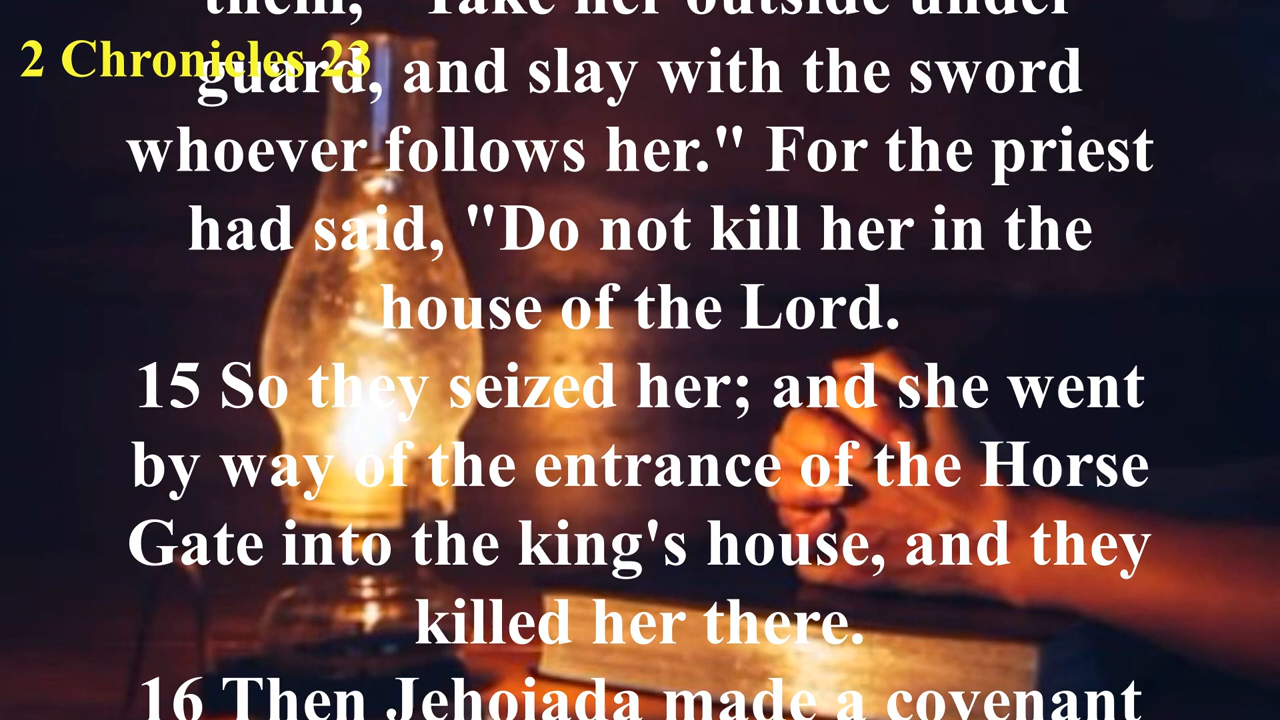 them, "Take her outside under
2 Chronicles 23
guard, and slay with the sword
whoever follows her." For the priest
had said, "Do not kill her in the
house of the Lord.
15 So they seized her; and she went
by way of the entrance of the Horse
Gate into the king's house, and they
killed her there.
16 Then Jehoiada made a covenant